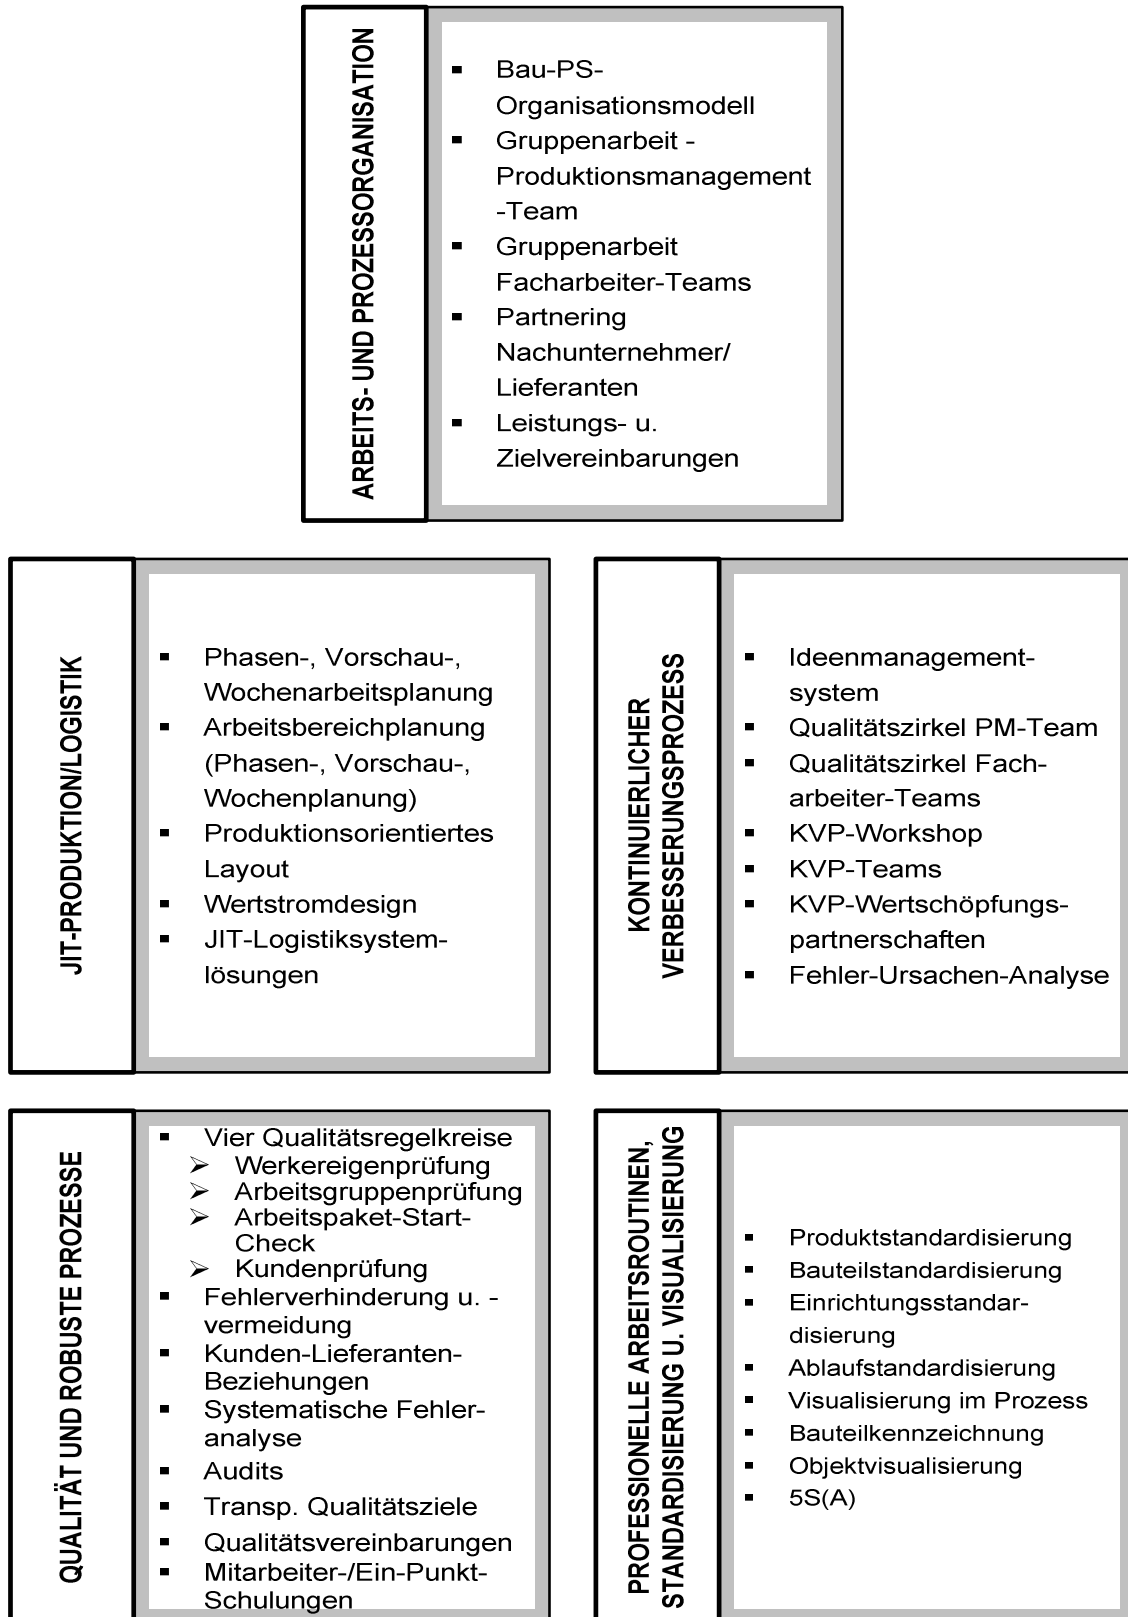 ARBEITS- UND PROZESSORGANISATION
▪ Bau-PS-
Organisationsmodell
▪ Gruppenarbeit -
Produktionsmanagement
-Team
▪ Gruppenarbeit
Facharbeiter-Teams
▪ Partnering
Nachunternehmer/
Lieferanten
▪ Leistungs- u.
Zielvereinbarungen
JIT-PRODUKTION/LOGISTIK
▪ Phasen-, Vorschau-,
Wochenarbeitsplanung
▪ Arbeitsbereichplanung
(Phasen-, Vorschau-,
Wochenplanung)
▪ Produktionsorientiertes
Layout
▪ Wertstromdesign
▪ JIT-Logistiksystem-
lösungen
KONTINUIERLICHER
VERBESSERUNGSPROZESS
▪ Ideenmanagement-
system
▪ Qualitätszirkel PM-Team
▪ Qualitätszirkel Fach-
arbeiter-Teams
▪ KVP-Workshop
▪ KVP-Teams
▪ KVP-Wertschöpfungs-
partnerschaften
▪ Fehler-Ursachen-Analyse
QUALITÄT UND ROBUSTE PROZESSE
▪ Vier Qualitätsregelkreise
➢ Werkereigenprüfung
➢ Arbeitsgruppenprüfung
➢ Arbeitspaket-Start-
Check
➢ Kundenprüfung
▪ Fehlerverhinderung u. -
vermeidung
▪ Kunden-Lieferanten-
Beziehungen
▪ Systematische Fehler-
analyse
▪ Audits
▪ Transp. Qualitätsziele
▪ Qualitätsvereinbarungen
▪ Mitarbeiter-/Ein-Punkt-
Schulungen
PROFESSIONELLE ARBEITSROUTINEN,
STANDARDISIERUNG U. VISUALISIERUNG
▪ Produktstandardisierung
▪ Bauteilstandardisierung
▪ Einrichtungsstandar-
disierung
▪ Ablaufstandardisierung
▪ Visualisierung im Prozess
▪ Bauteilkennzeichnung
▪ Objektvisualisierung
▪ 5S(A)